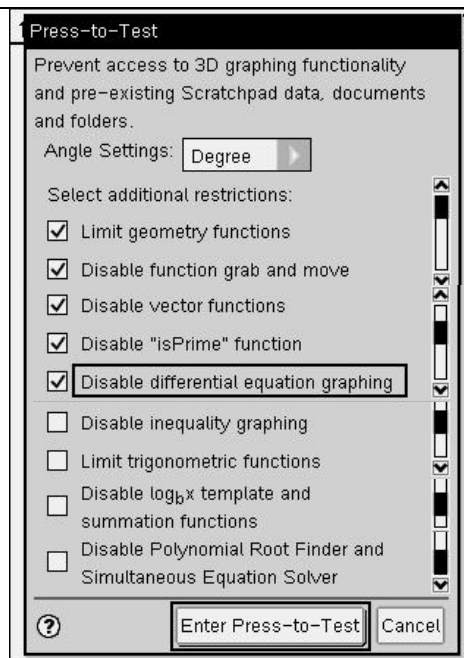 Press-to-Test
Prevent access to 3D graphing functionality
and pre-existing Scratchpad data, documents
and folders.
Angle Settings: Degree
Select additional restrictions:
Limit geometry functions
Disable function grab and move
Disable vector functions
Disable "isPrime" function
Disable differential equation graphing
Disable inequality graphing
Limit trigonometric functions
Disable logbx template and
summation functions
Disable Polynomial Root Finder and
Simultaneous Equation Solver
? Enter Press-to-Test Cancel